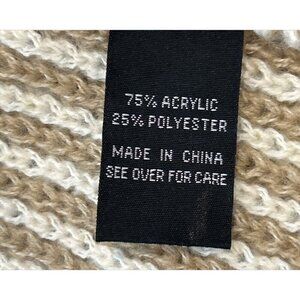 75% ACRYLIC
25% POLYESTER
MADE IN CHINA
SEE OVER FOR CARE